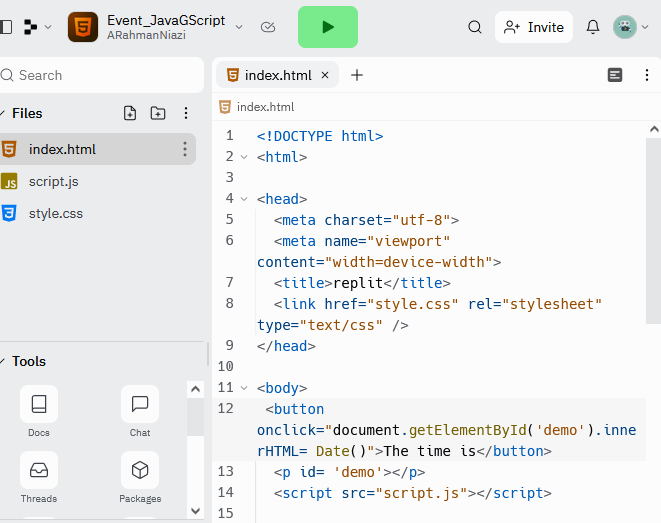 Event_JavaGScript
ARahmanNiazi
Invite
Search
Files
index.html
JS script.js
style.css
Tools
Docs
Chat
Threads
Packages
index.html
index.html
1 <!DOCTYPE html>
2 <html>
3
4 <head>
5 <meta charset="utf-8">
6 <meta name="viewport"
content="width=device-width">
7 <title>replit</title>
8 <link href="style.css" rel="stylesheet"
type="text/css" />
9 </head>
10
11 <body>
12 <button
onclick="document.getElementById('demo').inne
rHTML= Date()">The time is</button>
13 <p id= 'demo'></p>
14 <script src="script.js"></script>
15